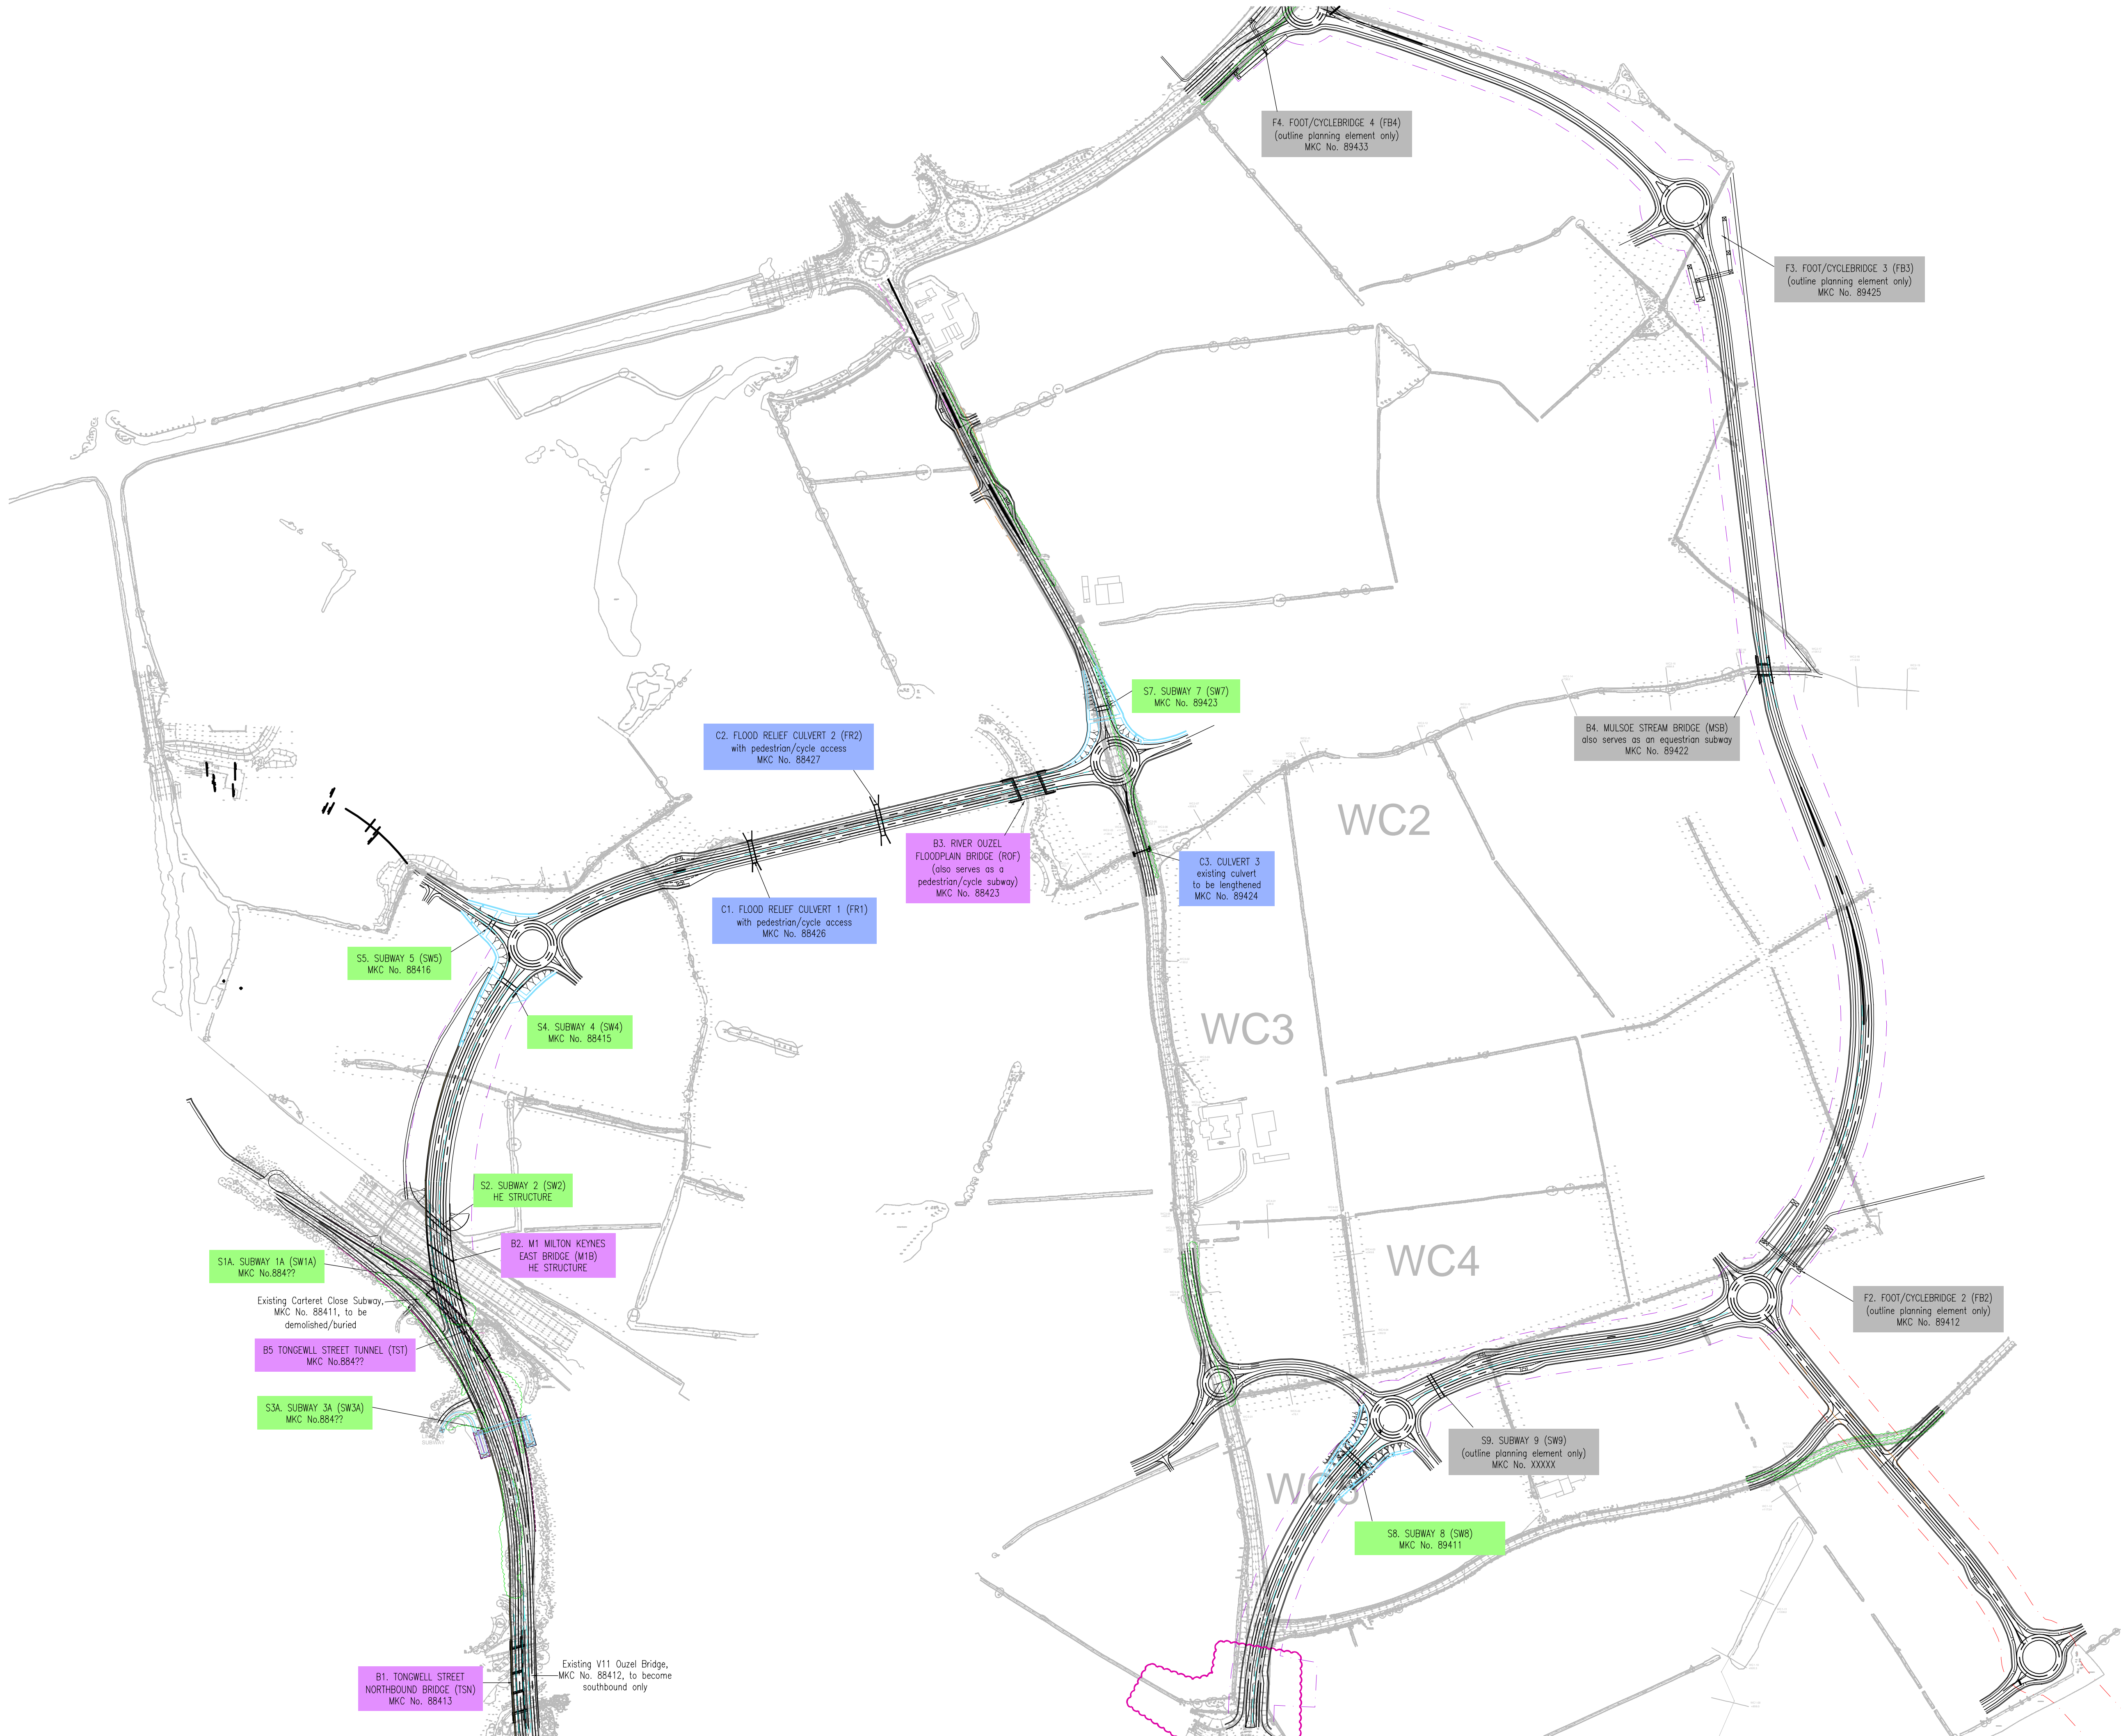 F4. FOOT/CYCLEBRIDGE 4 (FB4)
(outline planning element only)
MKC No. 89433
F3. FOOT/CYCLEBRIDGE 3 (FB3)
(outline planning element only)
MKC No. 89425
S7. SUBWAY 7 (SW7)
MKC No. 89423
B4. MULSOE STREAM BRIDGE (MSB)
also serves as an equestrian subway
MKC No. 89422
C2. FLOOD RELIEF CULVERT 2 (FR2)
with pedestrian/cycle access
MKC No. 88427
WC2
B3. RIVER OUZEL
FLOODPLAIN BRIDGE (ROF)
(also serves as a
pedestrian/cycle subway)
MKC No. 88423
C3. CULVERT 3
existing culvert
to be lengthened
MKC No. 89424
C1. FLOOD RELIEF CULVERT 1 (FR1)
with pedestrian/cycle access
MKC No. 88426
S5. SUBWAY 5 (SW5)
MKC No. 88416
S4. SUBWAY 4 (SW4)
MKC No. 88415
WC3
S2. SUBWAY 2 (SW2)
HE STRUCTURE
B2. M1 MILTON KEYNES
EAST BRIDGE (M1B)
HE STRUCTURE
S1A. SUBWAY 1A (SW1A)
MKC No.884??
WC4
Existing Carteret Close Subway,
MKC No. 88411, to be
demolished/buried
F2. FOOT/CYCLEBRIDGE 2 (FB2)
(outline planning element only)
MKC No. 89412
B5 TONGEWLL STREET TUNNEL (TST)
MKC No.884??
S3A. SUBWAY 3A (SW3A)
MKC No.884??
SUBWAY
S9. SUBWAY 9 (SW9)
(outline planning element only)
MKC No. XXXXX
WC5
S8. SUBWAY 8 (SW8)
MKC No. 89411
B1. TONGWELL STREET
NORTHBOUND BRIDGE (TSN)
MKC No. 88413
Existing V11 Ouzel Bridge,
MKC No. 88412, to become
southbound only